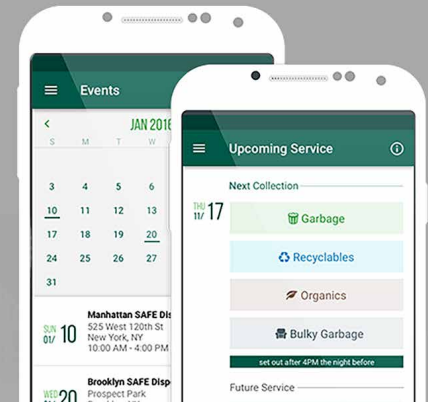 Events
JAN 2016
S M T W
3 4 5 6
10 11 12 13
17 18 19 20
24 25 26 27
31
SUN
01/ 10
Manhattan SAFE
525 West 120th St
New York, NY
10:00 AM - 4:00 PM
WED
20
Brooklyn SAFE
Prospect Park
Upcoming Service
Next Collection
THU
11/ 17
Garbage
Recyclables
Organics
Bulky Garbage
set out after 4PM the night before
Future Service